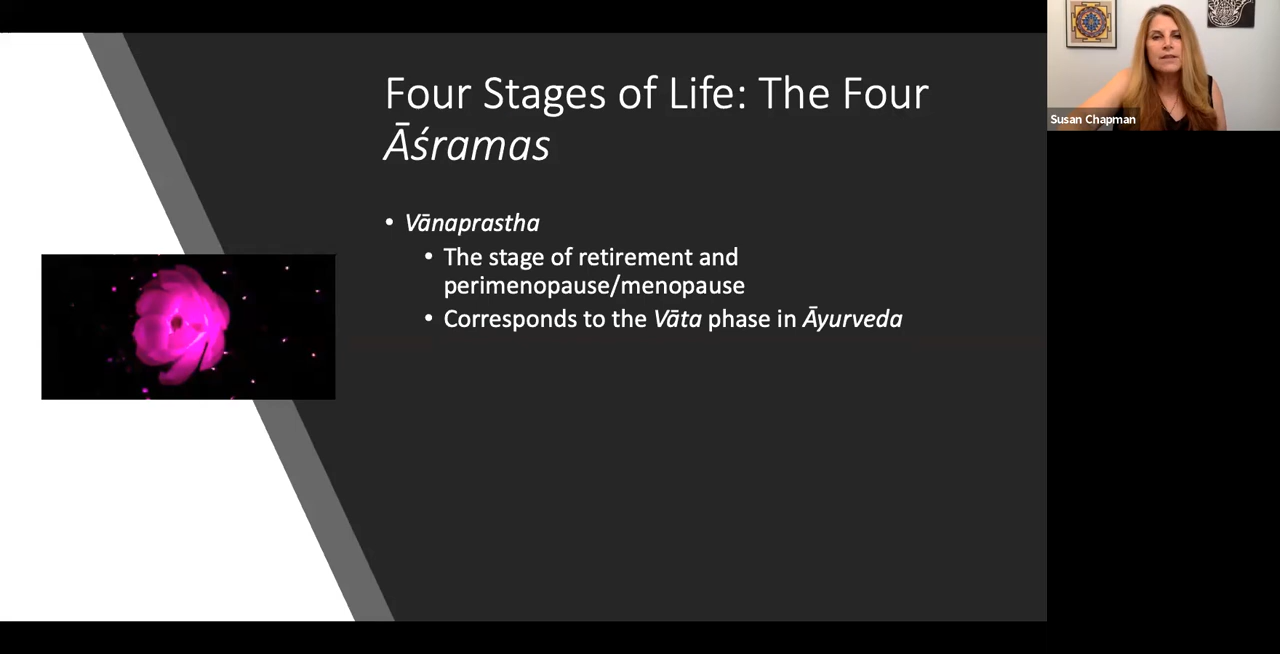 Four Stages of Life: The Four
Āśramas
• Vānaprastha
• The stage of retirement and
perimenopause/menopause
• Corresponds to the Vāta phase in Āyurveda
Susan Chapman